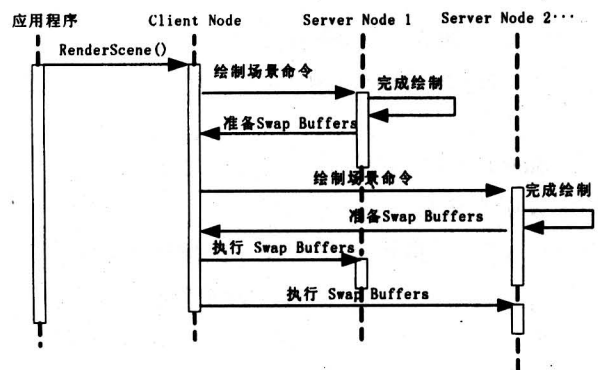 应用程序 Client Node Server Node 1 Server Node 2···
RenderScene()
绘制场景命令
完成绘制
准备Swap Buffers
绘制场景命令
完成绘制
准备Swap Buffers
执行 Swap Buffers
执行 Swap Buffers